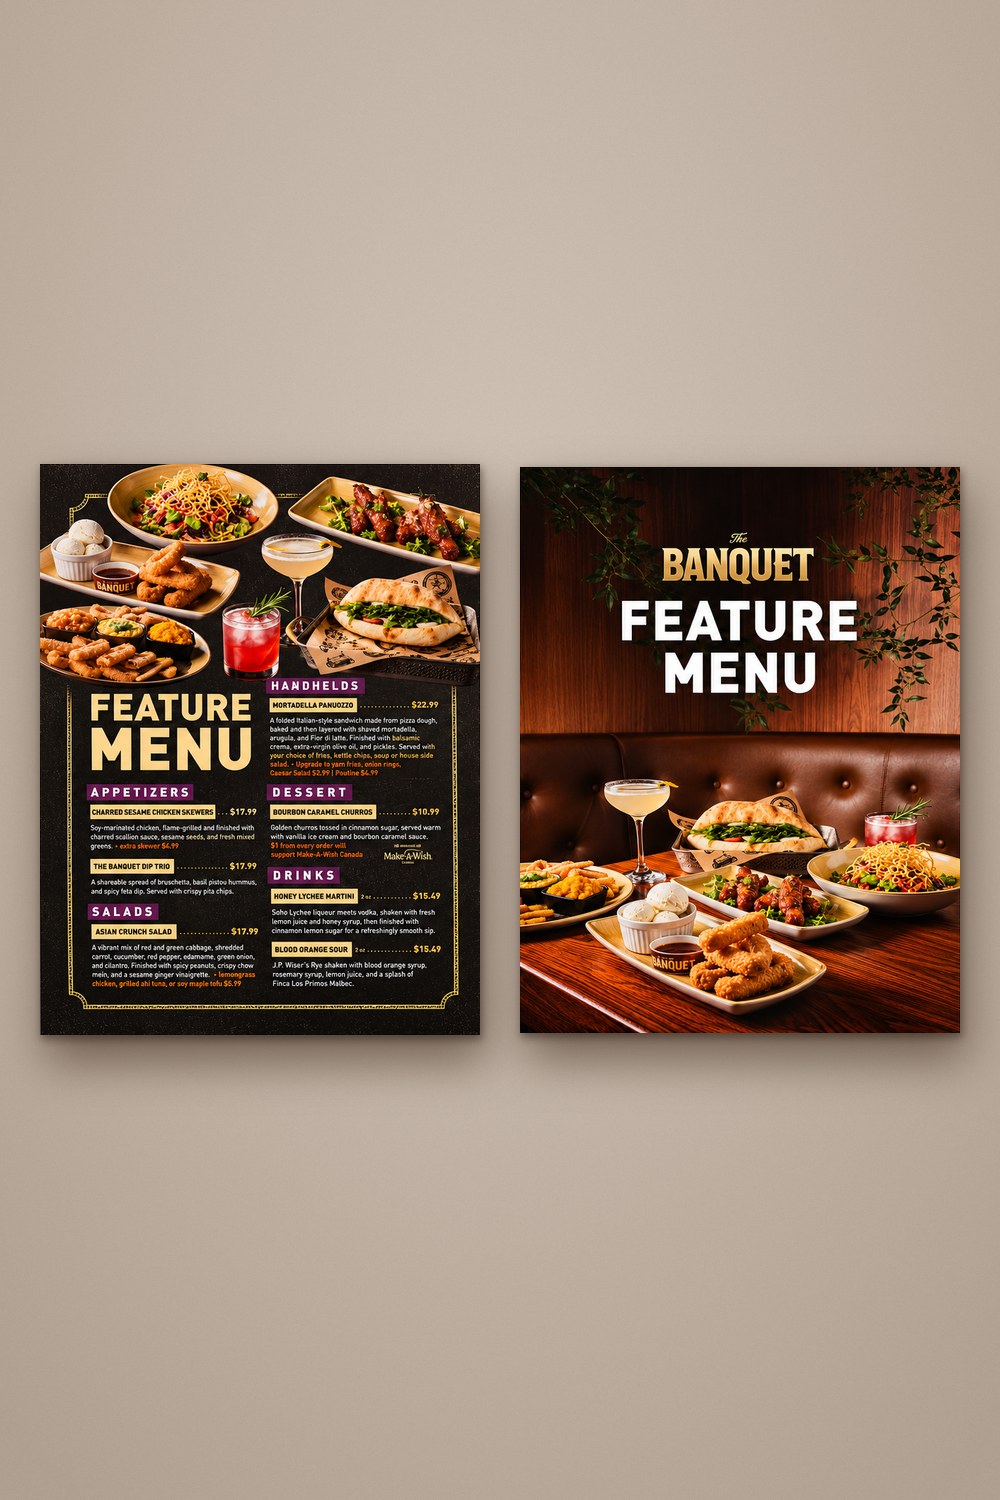 BANQUET
FEATURE
MENU
APPETIZERS
CHARRED SESAME CHICKEN SKEWERS ... $17.99
Soy-marinated chicken, flame-grilled and finished with
charred scallion sauce, sesame seeds, and fresh mixed
greens. • extra skewer $4.99
THE BANQUET DIP TRIO .................... $17.99
A shareable spread of bruschetta, basil pistou hummus,
and spicy feta dip. Served with crispy pita chips.
SALADS
ASIAN CRUNCH SALAD .................... $17.99
A vibrant mix of red and green cabbage, shredded
carrot, cucumber, red pepper, edamame, green onion,
and cilantro. Finished with spicy peanuts, crispy chow
mein, and a sesame ginger vinaigrette. • lemongrass
chicken, grilled ahi tuna, or soy maple tofu $5.99
HANDHELDS
MORTADELLA PANUOZZO ............. $22.99
A folded Italian-style sandwich made from pizza dough,
baked and then layered with shaved mortadella,
arugula, and Fior di latte. Finished with balsamic
crema, extra-virgin olive oil, and pickles. Served with
your choice of fries, kettle chips, soup or house side
salad. • Upgrade to yam fries, onion rings,
Caesar Salad $2.99 | Poutine $4.99
DESSERT
BOURBON CARAMEL CHURROS ........ $10.99
Golden churros tossed in cinnamon sugar, served warm
with vanilla ice cream and bourbon caramel sauce.
$1 from every order will
support Make-A-Wish Canada
Make-A-Wish.
CANADA
DRINKS
HONEY LYCHEE MARTINI 2 oz ........... $15.49
Soho Lychee liqueur meets vodka, shaken with fresh
lemon juice and honey syrup, then finished with
cinnamon lemon sugar for a refreshingly smooth sip.
BLOOD ORANGE SOUR 2 oz ............ $15.49
J.P. Wiser's Rye shaken with blood orange syrup,
rosemary syrup, lemon juice, and a splash of
Finca Los Primos Malbec.
The
BANQUET
FEATURE
MENU
BANQUET